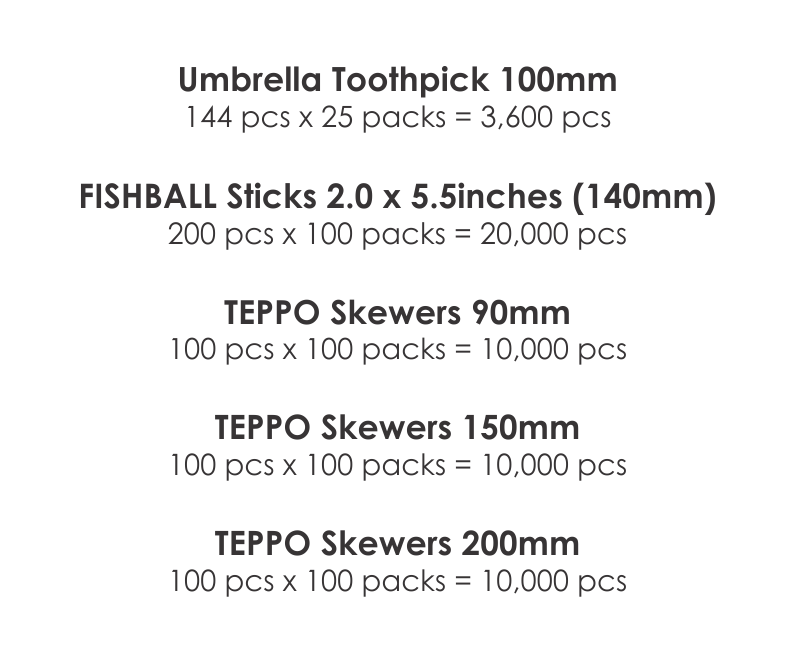 Umbrella Toothpick 100mm
144 pcs x 25 packs = 3,600 pcs
FISHBALL Sticks 2.0 x 5.5inches (140mm)
200 pcs x 100 packs = 20,000 pcs
TEPPO Skewers 90mm
100 pcs x 100 packs = 10,000 pcs
TEPPO Skewers 150mm
100 pcs x 100 packs = 10,000 pcs
TEPPO Skewers 200mm
100 pcs x 100 packs = 10,000 pcs